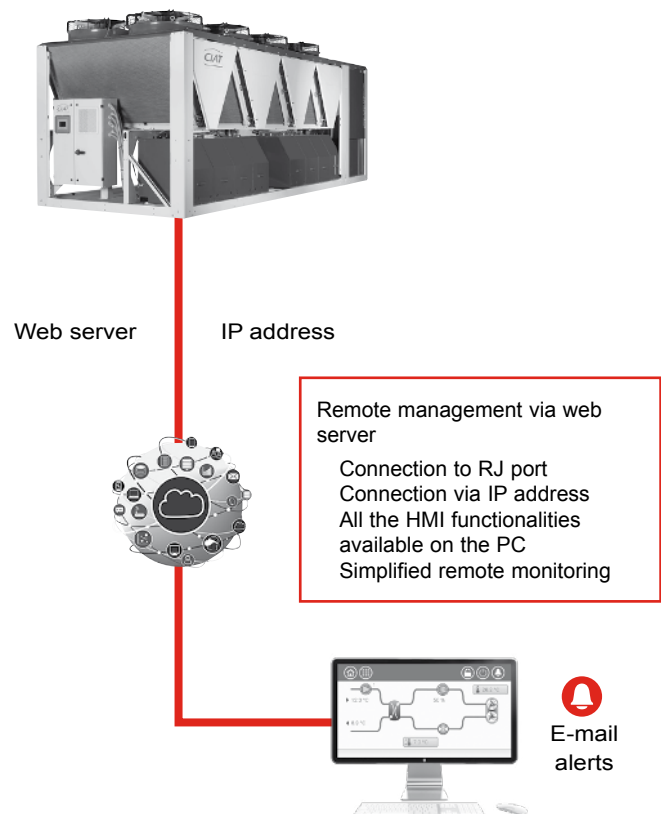 CIAT
Web server
IP address
Remote management via web
server
Connection to RJ port
Connection via IP address
All the HMI functionalities
available on the PC
Simplified remote monitoring
E-mail
alerts